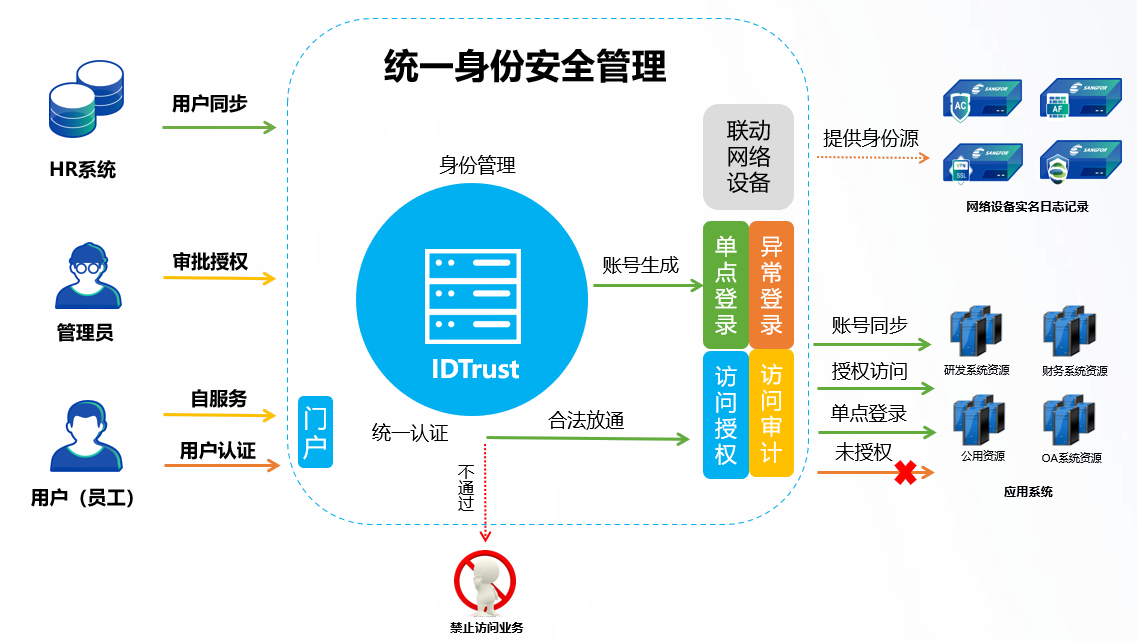 统一身份安全管理
HR系统
用户同步
管理员
审批授权
用户（员工）
自服务
用户认证
门户
身份管理
IDTrust
统一认证
账号生成
合法放通
不通过
禁止访问业务
联动
网络
设备
单点登录
异常登录
访问授权
访问审计
提供身份源
SANGFOR
AC
SANGFOR
AF
SANGFOR
VPN
SSL
SANGFOR
网络设备实名日志记录
账号同步
授权访问
单点登录
未授权
研发系统资源
财务系统资源
公用资源
OA系统资源
应用系统